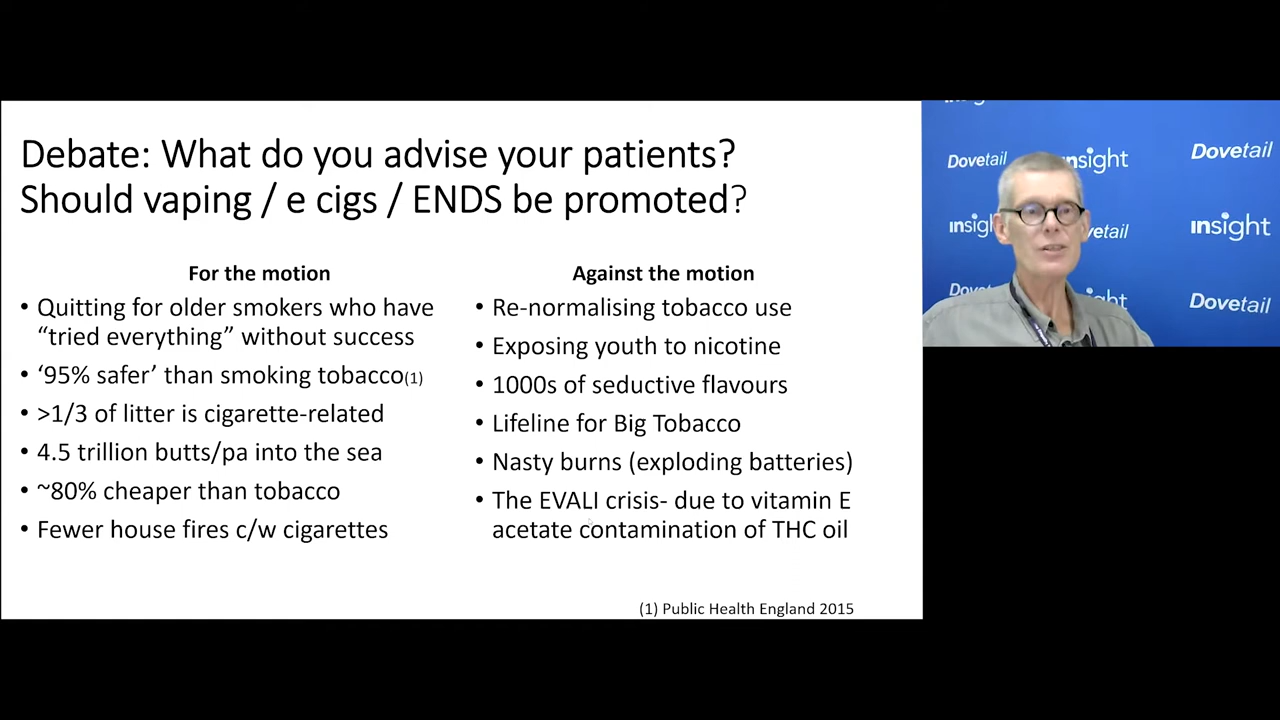 Debate: What do you advise your patients?
Should vaping / e cigs / ENDS be promoted?
For the motion
• Quitting for older smokers who have
“tried everything” without success
• ‘95% safer’ than smoking tobacco(1)
• >1/3 of litter is cigarette-related
• 4.5 trillion butts/pa into the sea
• ~80% cheaper than tobacco
• Fewer house fires c/w cigarettes
Against the motion
• Re-normalising tobacco use
• Exposing youth to nicotine
• 1000s of seductive flavours
• Lifeline for Big Tobacco
• Nasty burns (exploding batteries)
• The EVALI crisis- due to vitamin E
acetate contamination of THC oil
(1) Public Health England 2015
Dovetail insight Dovetail
insight Dovetail insight
Dovetail